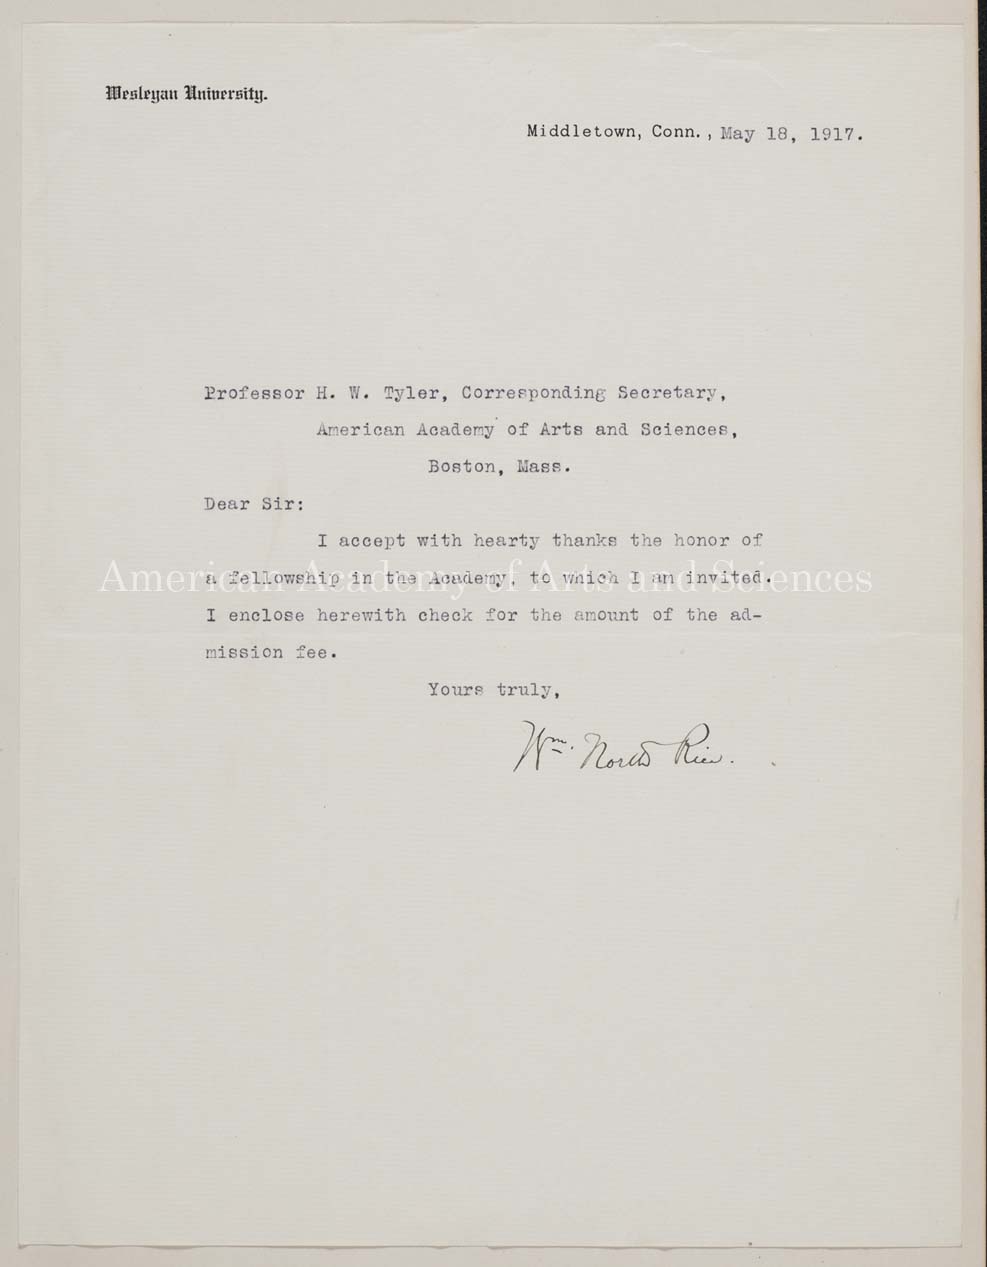 Wesleyan University.
Middletown, Conn., May 18, 1917.
Professor H. W. Tyler, Corresponding Secretary,
American Academy of Arts and Sciences,
Boston, Mass.
Dear Sir:
I accept with hearty thanks the honor of
a fellowship in the Academy, to which I am invited.
American Academy of Arts and Sciences
I enclose herewith check for the amount of the ad-
mission fee.
Yours truly,
Wm. North Rice.